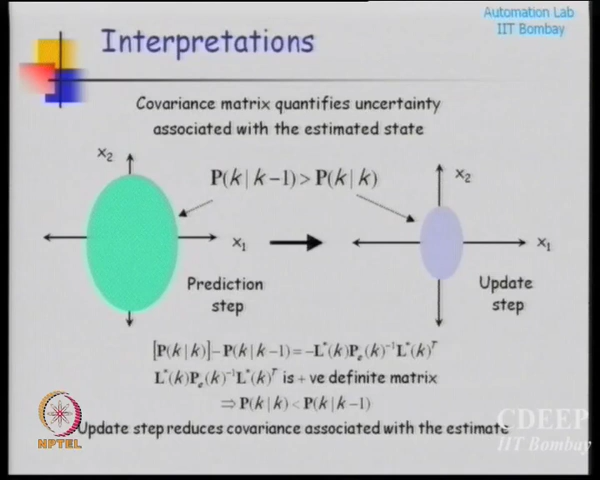 Automation Lab
IIT Bombay
Interpretations
Covariance matrix quantifies uncertainty
associated with the estimated state
x₂
P(k|k−1) > P(k|k)
x₂
x₁
x₁
Prediction
step
Update
step
[P(k|k)]−P(k|k−1)=−L*(k)Pₑ(k)⁻¹L*(k)ᵀ
L*(k)Pₑ(k)⁻¹L*(k)ᵀ is +ve definite matrix
⇒ P(k|k) < P(k|k−1)
Update step reduces covariance associated with the estimate
NPTEL
CDEEP
IIT Bombay